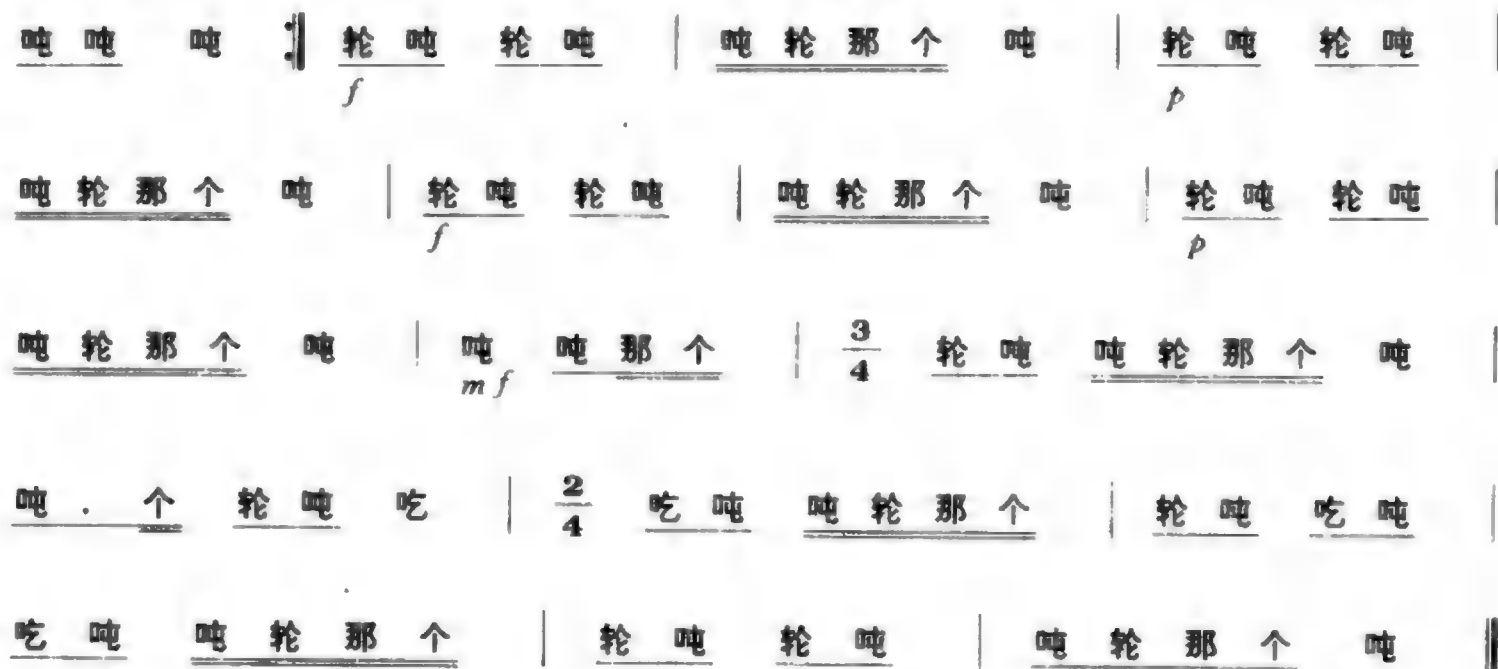 吨吨 吨 :‖ 轮吨 轮吨 | 吨轮那个 吨 | 轮吨 轮吨 |
f p
吨轮那个 吨 | 轮吨 轮吨 | 吨轮那个 吨 | 轮吨 轮吨 |
f p
吨轮那个 吨 | 吨 吨那个 | 3/4 轮吨 吨轮那个 吨 |
mf
吨. 个 轮吨 吃 | 2/4 吃吨 吨轮那个 | 轮吨 吃吨 |
吃吨 吨轮那个 | 轮吨 轮吨 | 吨轮那个 吨 ‖